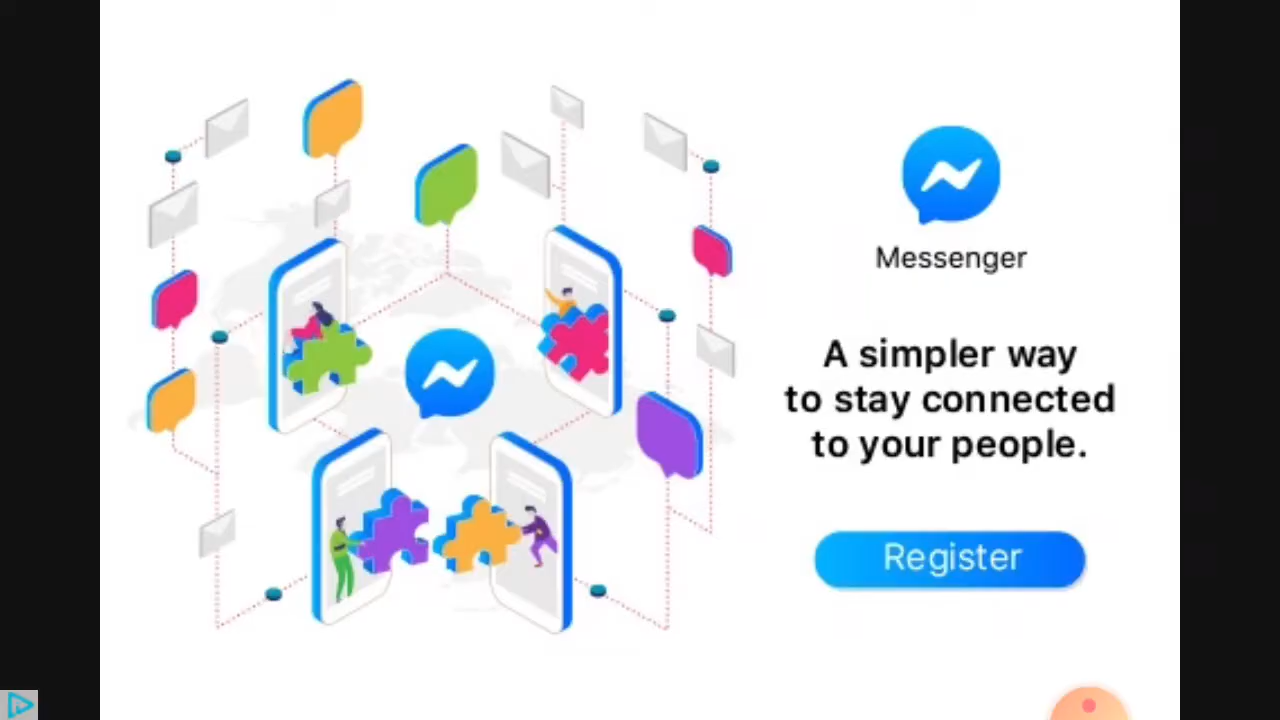 Messenger
A simpler way
to stay connected
to your people.
Register